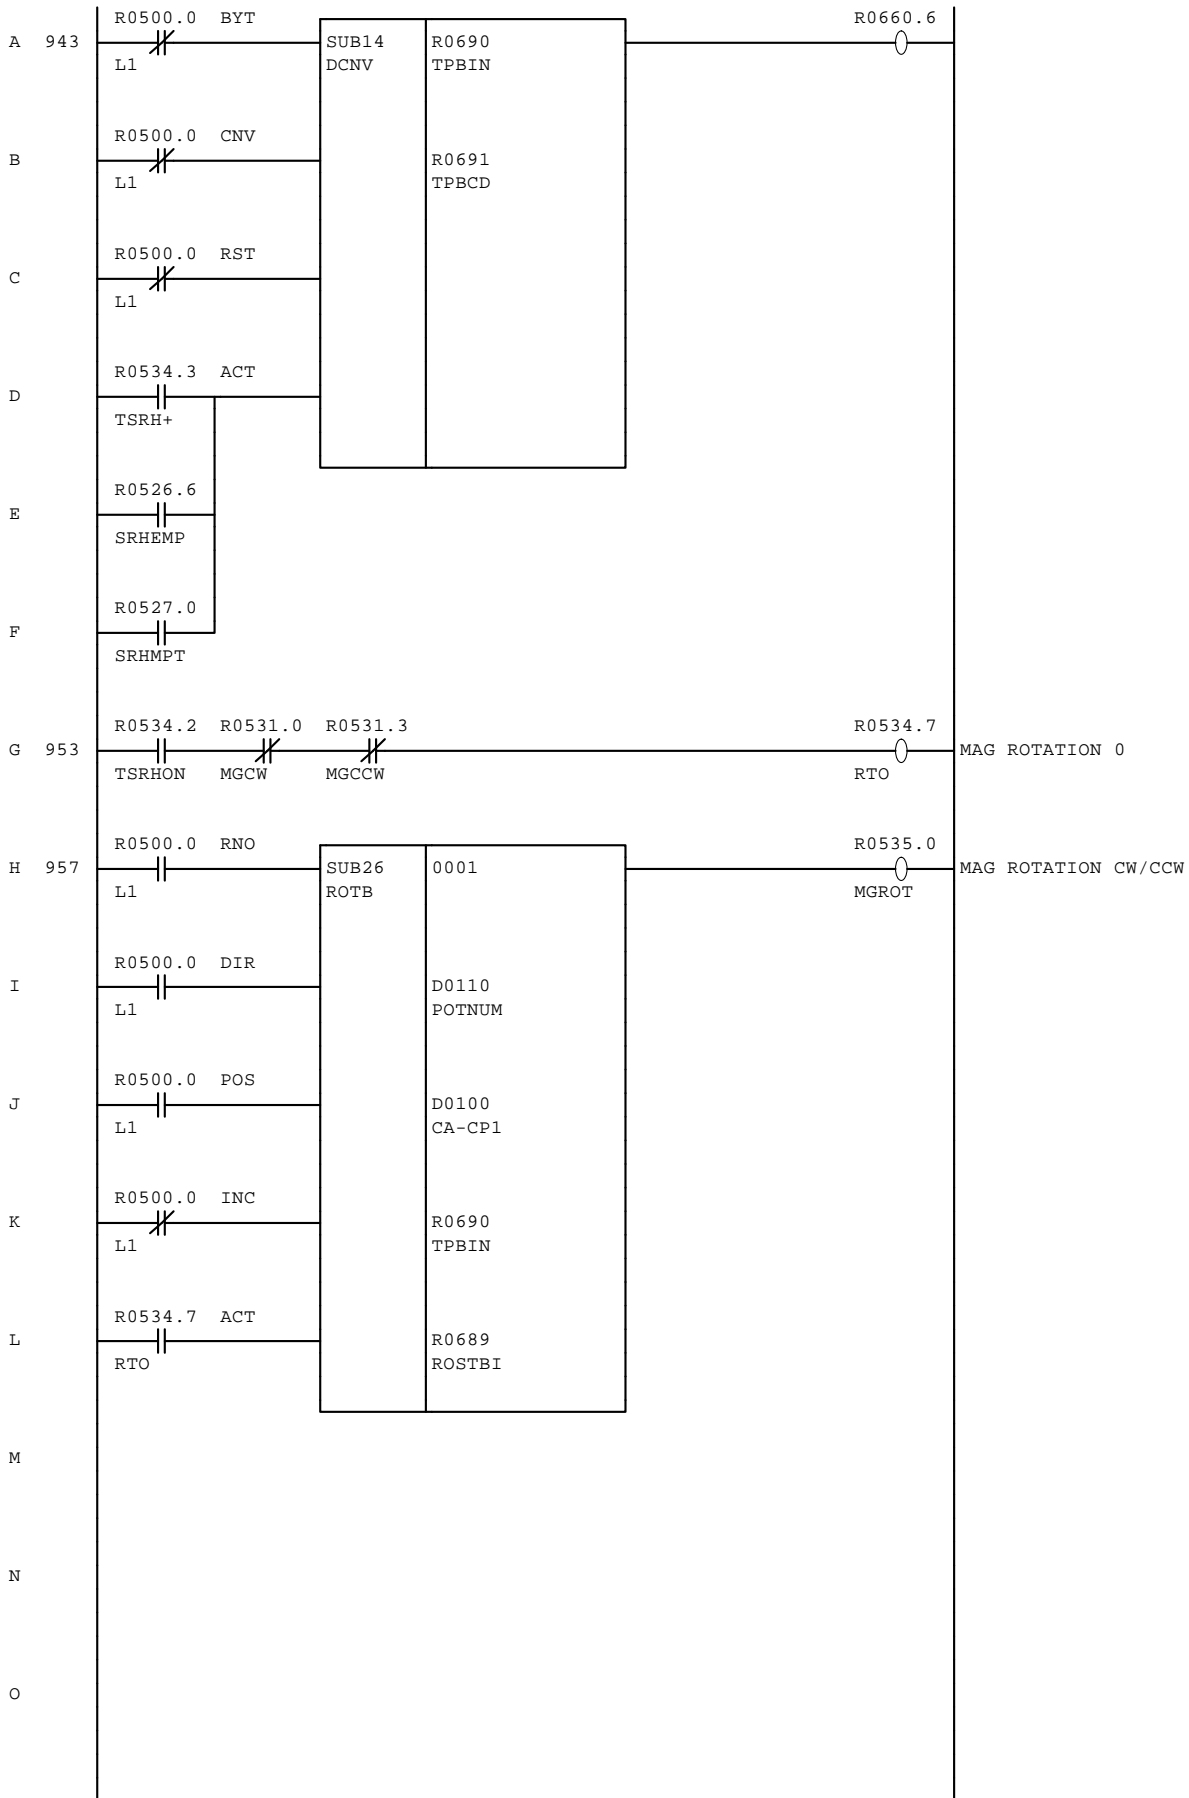 R0500.0 BYT R0660.6
A 943 SUB14 R0690
L1 DCNV TPBIN
R0500.0 CNV
B R0691
L1 TPBCD
R0500.0 RST
C
L1
R0534.3 ACT
D
TSRH+
R0526.6
E
SRHEMP
R0527.0
F
SRHMPT
R0534.2 R0531.0 R0531.3 R0534.7
G 953 MAG ROTATION 0
TSRHON MGCW MGCCW RTO
R0500.0 RNO R0535.0
H 957 SUB26 0001 MAG ROTATION CW/CCW
L1 ROTB MGROT
R0500.0 DIR
I D0110
L1 POTNUM
R0500.0 POS
J D0100
L1 CA-CP1
R0500.0 INC
K R0690
L1 TPBIN
R0534.7 ACT
L R0689
RTO ROSTBI
M
N
O